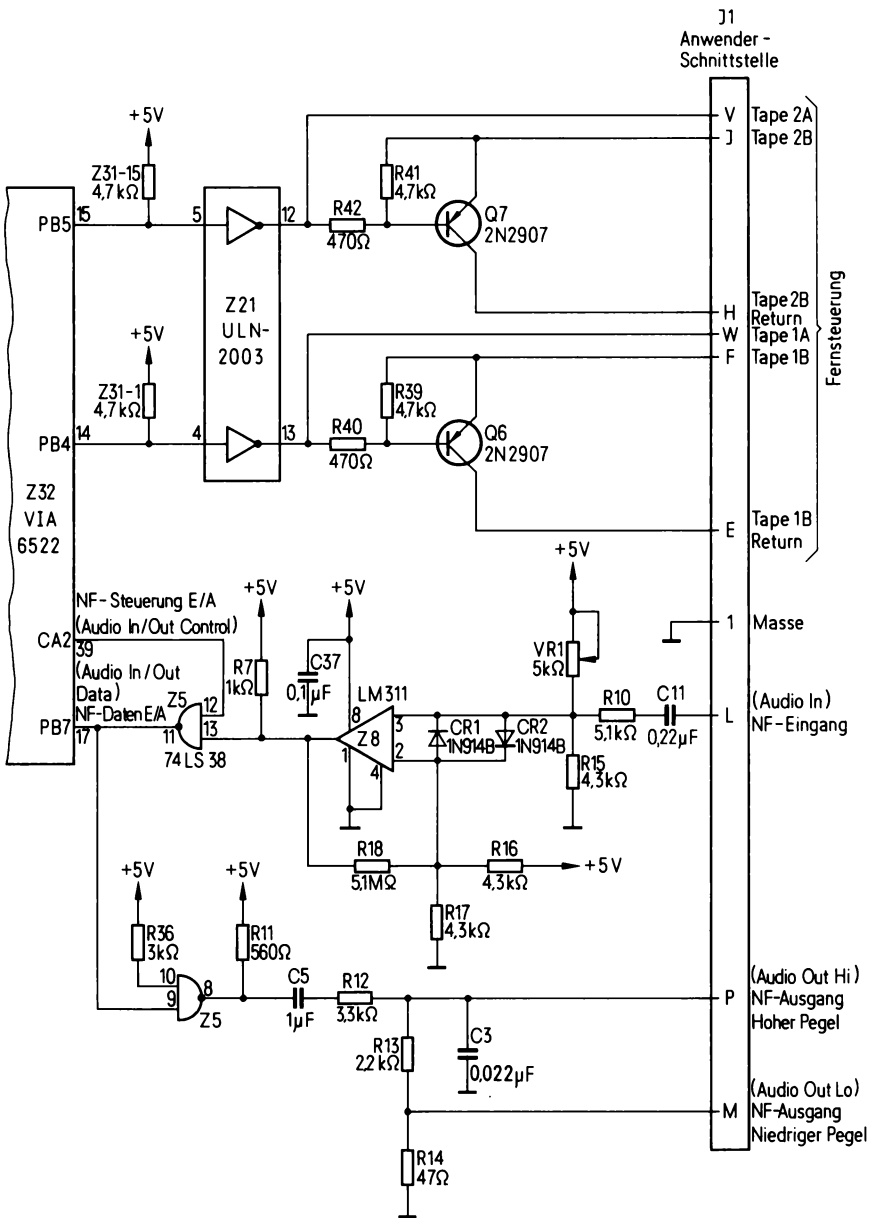 J1
Anwender-
Schnittstelle
+5V
V Tape 2A
J Tape 2B
Z31-15
4,7kΩ
R41
4,7kΩ
15
PB5
5
12
R42
470Ω
Q7
2N2907
Z21
ULN-
2003
H Tape 2B
Return
W Tape 1A
F Tape 1B
Fernsteuerung
+5V
Z31-1
4,7kΩ
R39
4,7kΩ
14
PB4
4
13
R40
470Ω
Q6
2N2907
Z32
VIA
6522
E Tape 1B
Return
+5V
+5V
+5V
NF-Steuerung E/A
(Audio In/Out Control)
CA2
39
1 Masse
(Audio In/Out
Data)
NF-Daten E/A
PB7
17
Z5
12
13
11
74LS38
R7
1kΩ
C37
0,1µF
LM311
8
Z8
3
2
1
4
CR1
1N914B
CR2
1N914B
VR1
5kΩ
R10
5,1kΩ
C11
0,22µF
L
(Audio In)
NF-Eingang
R15
4,3kΩ
R18
5,1MΩ
R16
4,3kΩ
+5V
R17
4,3kΩ
+5V
+5V
R36
3kΩ
R11
560Ω
10
9
8
Z5
C5
1µF
R12
3,3kΩ
P
(Audio Out Hi)
NF-Ausgang
Hoher Pegel
R13
2,2kΩ
C3
0,022µF
M
(Audio Out Lo)
NF-Ausgang
Niedriger Pegel
R14
47Ω